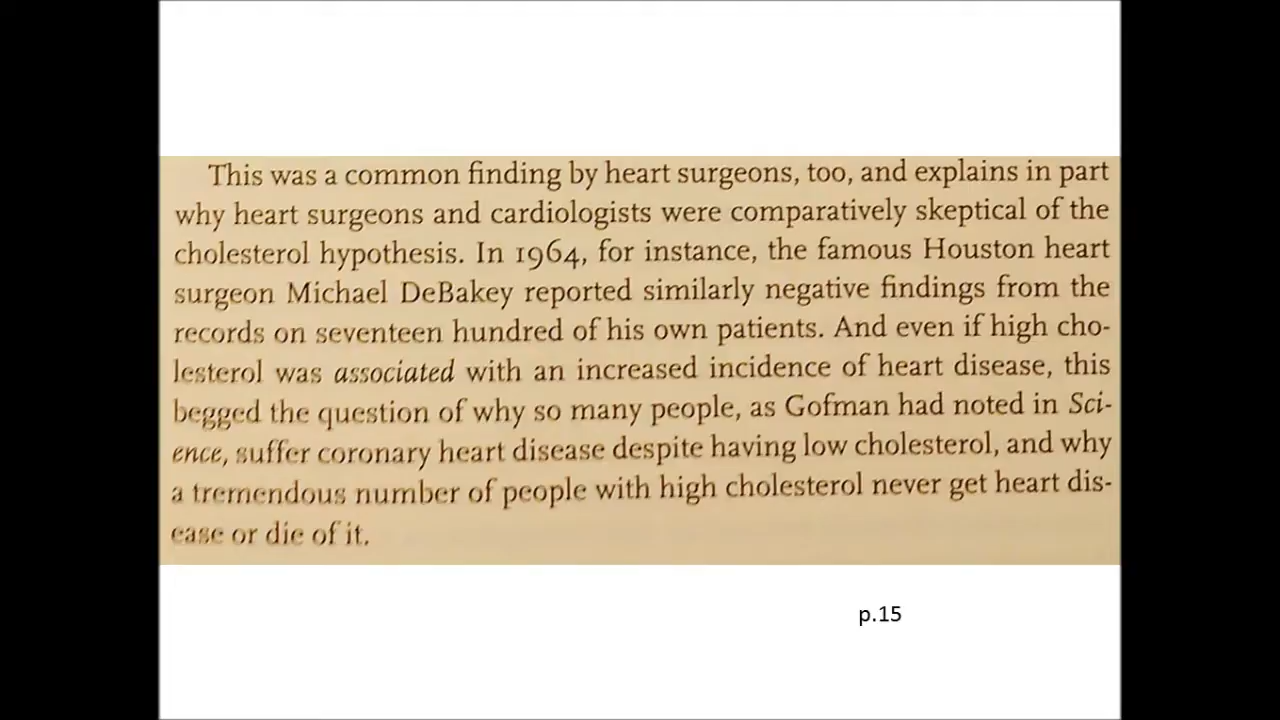 This was a common finding by heart surgeons, too, and explains in part
why heart surgeons and cardiologists were comparatively skeptical of the
cholesterol hypothesis. In 1964, for instance, the famous Houston heart
surgeon Michael DeBakey reported similarly negative findings from the
records on seventeen hundred of his own patients. And even if high cho-
lesterol was associated with an increased incidence of heart disease, this
begged the question of why so many people, as Gofman had noted in Sci-
ence, suffer coronary heart disease despite having low cholesterol, and why
a tremendous number of people with high cholesterol never get heart dis-
ease or die of it.
p.15